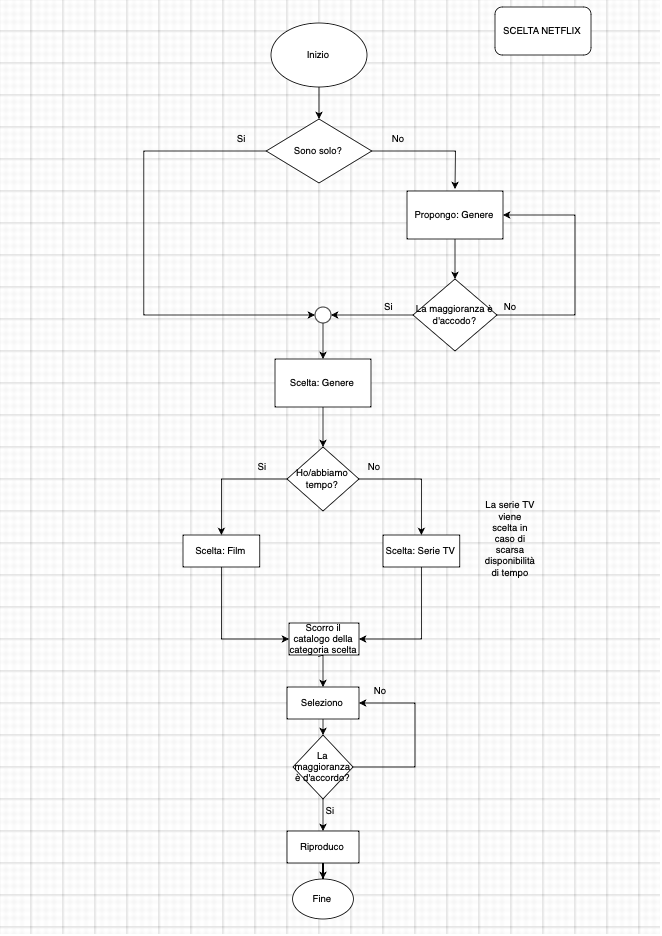 SCELTA NETFLIX
Inizio
Si
Sono solo?
No
Propongo: Genere
Si
La maggioranza è
d'accodo?
No
Scelta: Genere
Si
Ho/abbiamo
tempo?
No
La serie TV
viene
scelta in
caso di
scarsa
disponibilità
di tempo
Scelta: Film
Scelta: Serie TV
Scorro il
catalogo della
categoria scelta
No
Seleziono
La
maggioranza
è d'accordo?
Si
Riproduco
Fine